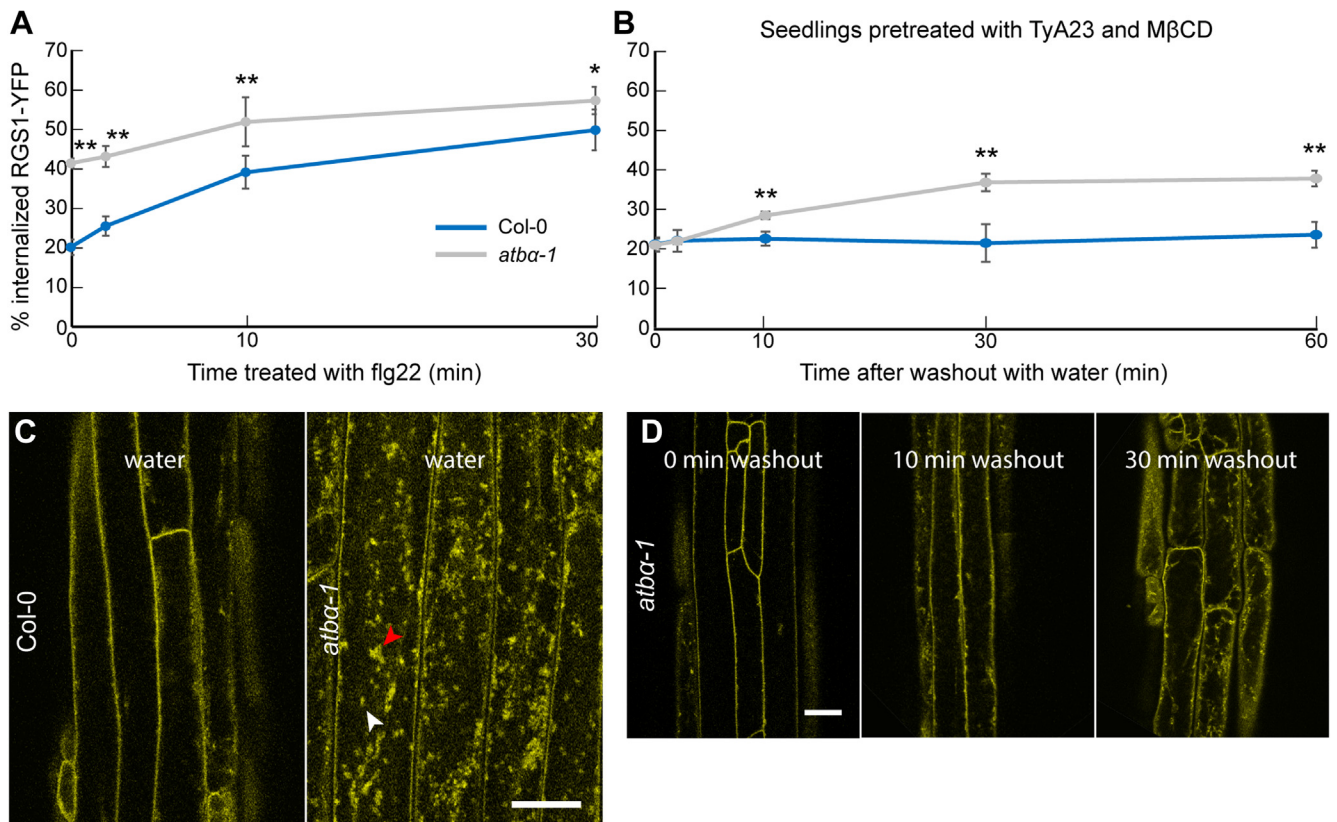 A
% internalized RGS1-YFP
70
60
50
40
30
20
10
0
** ** ** *
Col-0
atbα-1
0 10 30
Time treated with flg22 (min)
B
Seedlings pretreated with TyA23 and MβCD
70
60
50
40
30
20
10
0
** ** **
0 10 30 60
Time after washout with water (min)
C
Col-0
water
atbα-1
water
D
atbα-1
0 min washout
10 min washout
30 min washout